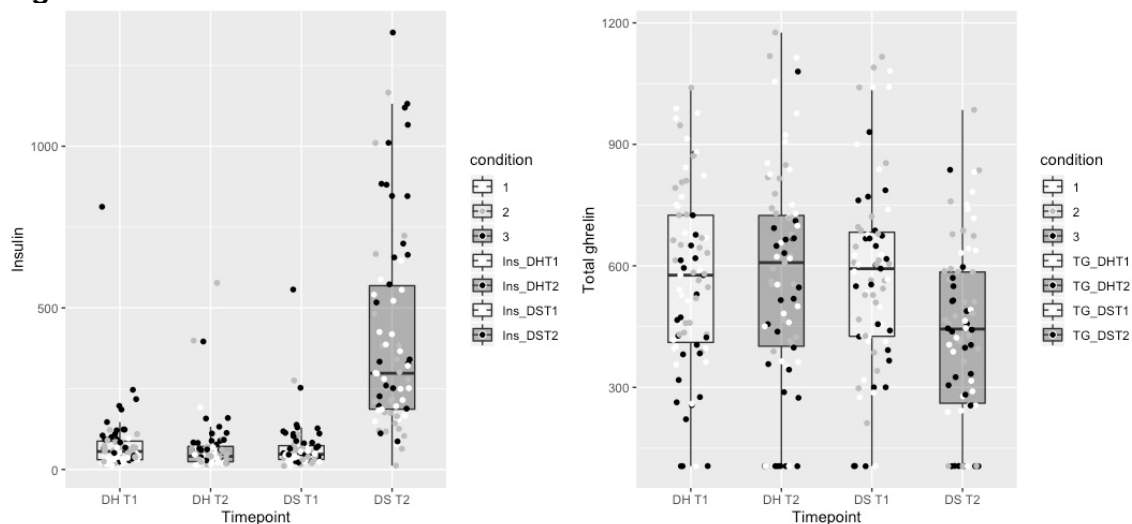 g
1000
500
0
Insulin
DH T1
DH T2
DS T1
DS T2
Timepoint
condition
1
2
3
Ins_DHT1
Ins_DHT2
Ins_DST1
Ins_DST2
1200
900
600
300
Total ghrelin
DH T1
DH T2
DS T1
DS T2
Timepoint
condition
1
2
3
TG_DHT1
TG_DHT2
TG_DST1
TG_DST2